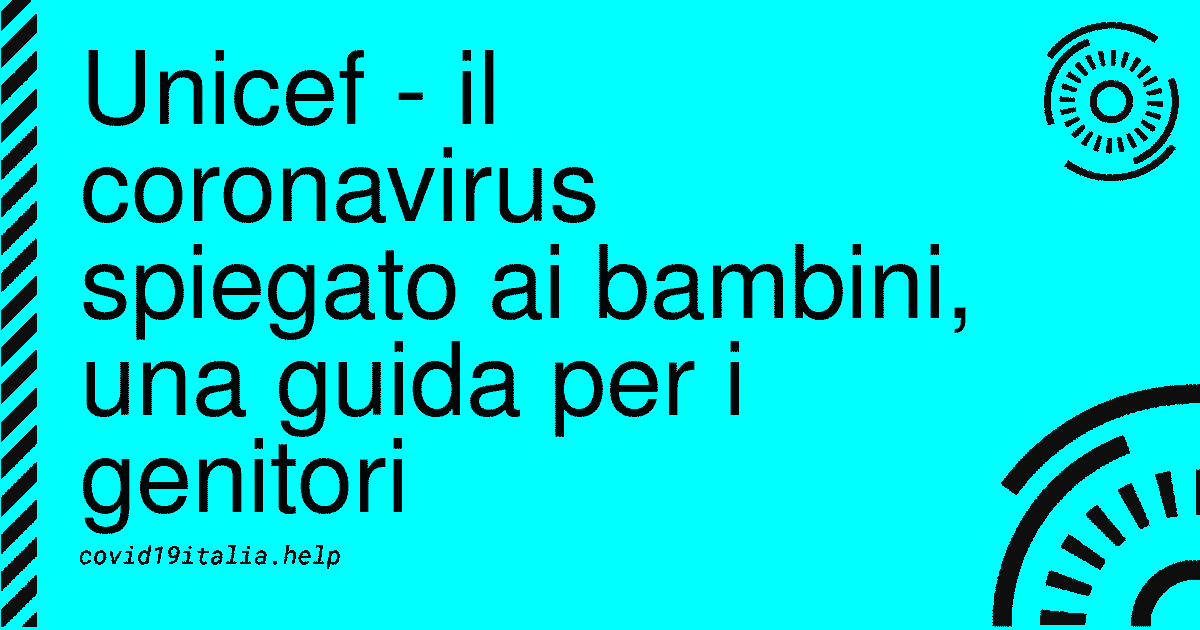 Unicef - il
coronavirus
spiegato ai bambini,
una guida per i
genitori
covid19italia.help